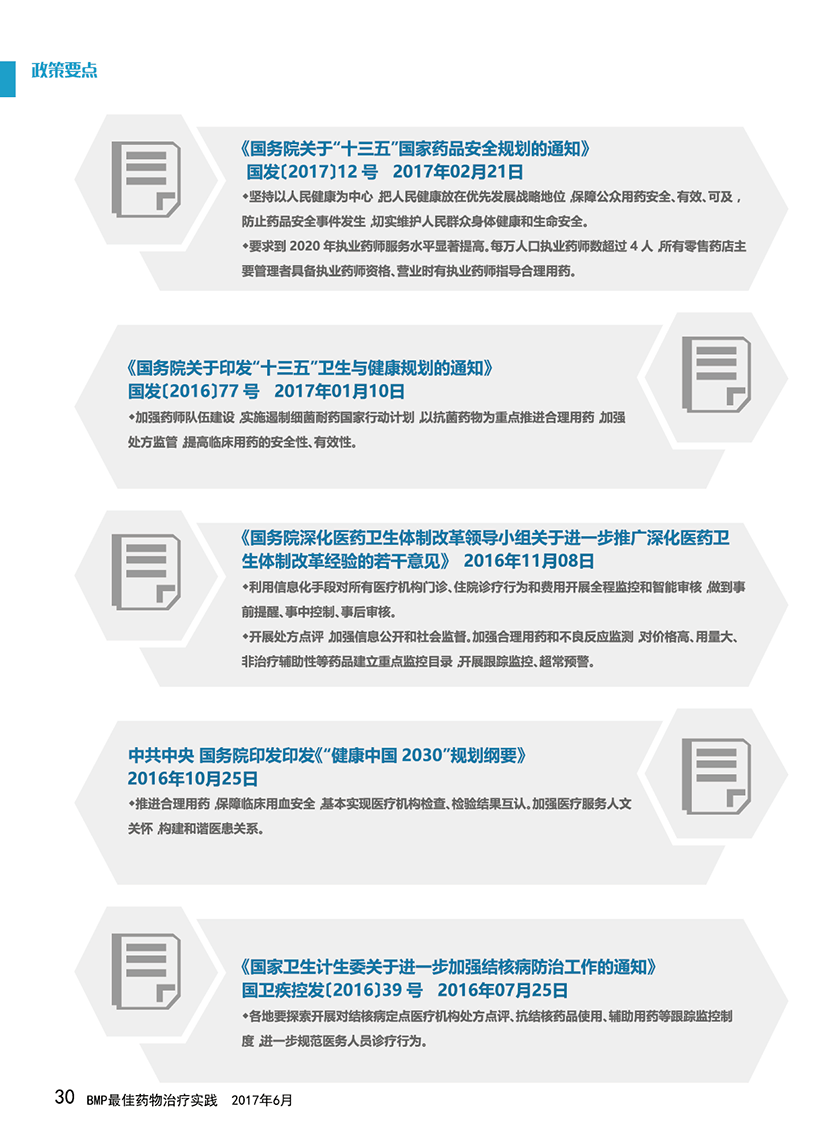 政策要点
《国务院关于“十三五”国家药品安全规划的通知》
国发〔2017〕12 号 2017年02月21日
◆坚持以人民健康为中心,把人民健康放在优先发展战略地位,保障公众用药安全、有效、可及,
防止药品安全事件发生,切实维护人民群众身体健康和生命安全。
◆要求到 2020 年执业药师服务水平显著提高。每万人口执业药师数超过 4 人,所有零售药店主
要管理者具备执业药师资格、营业时有执业药师指导合理用药。
《国务院关于印发“十三五”卫生与健康规划的通知》
国发〔2016〕77 号 2017年01月10日
◆加强药师队伍建设,实施遏制细菌耐药国家行动计划,以抗菌药物为重点推进合理用药,加强
处方监管,提高临床用药的安全性、有效性。
《国务院深化医药卫生体制改革领导小组关于进一步推广深化医药卫
生体制改革经验的若干意见》 2016年11月08日
◆利用信息化手段对所有医疗机构门诊、住院诊疗行为和费用开展全程监控和智能审核,做到事
前提醒、事中控制、事后审核。
◆开展处方点评,加强信息公开和社会监督。加强合理用药和不良反应监测,对价格高、用量大、
非治疗辅助性等药品建立重点监控目录,开展跟踪监控、超常预警。
中共中央 国务院印发印发《“健康中国 2030”规划纲要》
2016年10月25日
◆推进合理用药,保障临床用血安全,基本实现医疗机构检查、检验结果互认。加强医疗服务人文
关怀,构建和谐医患关系。
《国家卫生计生委关于进一步加强结核病防治工作的通知》
国卫疾控发〔2016〕39 号 2016年07月25日
◆各地要探索开展对结核病定点医疗机构处方点评、抗结核药品使用、辅助用药等跟踪监控制
度,进一步规范医务人员诊疗行为。
30 BMP最佳药物治疗实践 2017年6月